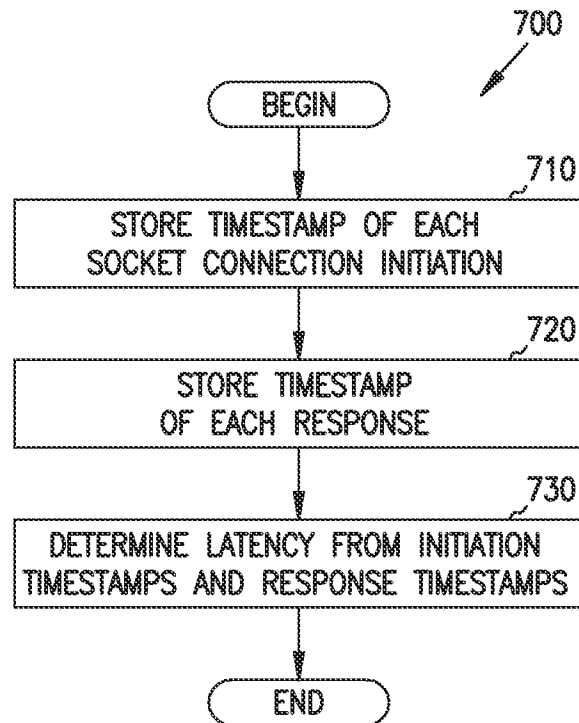 700
BEGIN
710
STORE TIMESTAMP OF EACH
SOCKET CONNECTION INITIATION
720
STORE TIMESTAMP
OF EACH RESPONSE
730
DETERMINE LATENCY FROM INITIATION
TIMESTAMPS AND RESPONSE TIMESTAMPS
END